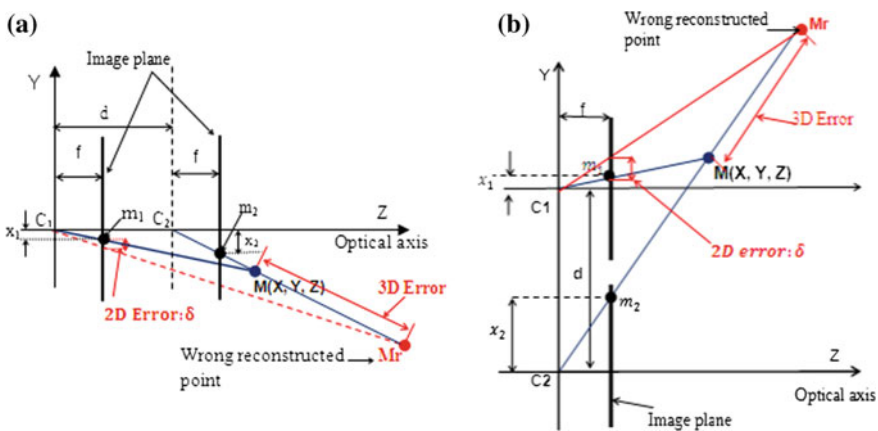 (a)
Image plane
Y
d
f
f
x₁
C₁
m₁
C₂
m₂
x₂
Z
Optical axis
M(X, Y, Z)
2D Error:δ
3D Error
Wrong reconstructed
point
Mr
(b)
Wrong reconstructed
point
Mr
Y
f
3D Error
x₁
m₁
M(X, Y, Z)
C1
2D error:δ
d
x₂
m₂
Z
C2
Optical axis
Image plane